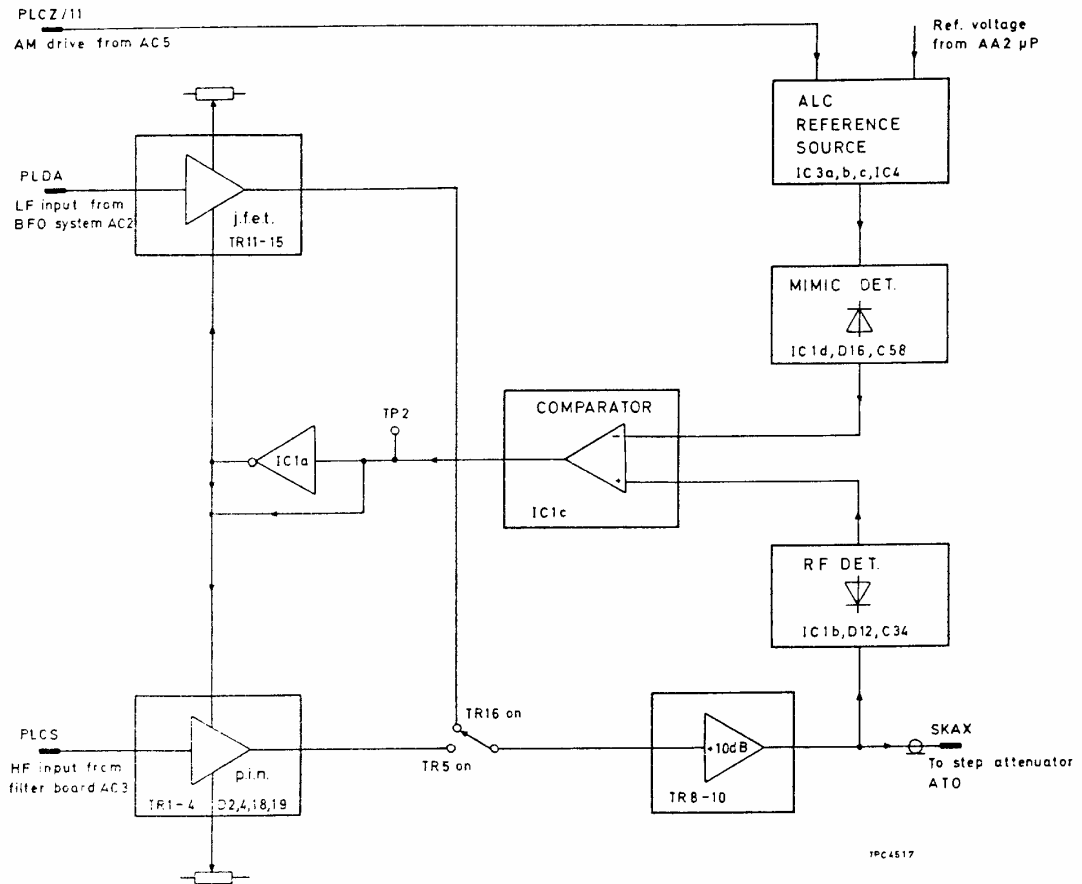 PLCZ/11
AM drive from AC5
Ref. voltage
from AA2 µP
ALC
REFERENCE
SOURCE
IC3a,b,c,IC4
PLDA
LF input from
BFO system AC2
j.f.e.t.
TR11-15
MIMIC DET.
IC1d,D16,C58
COMPARATOR
TP2
IC1a
-
+
IC1c
RF DET.
IC1b,D12,C34
PLCS
HF input from
filter board AC3
p.i.n.
TR1-4 D2,4,18,19
TR16 on
TR5 on
+10dB
TR8-10
SKAX
To step attenuator
AT0
TPC4517